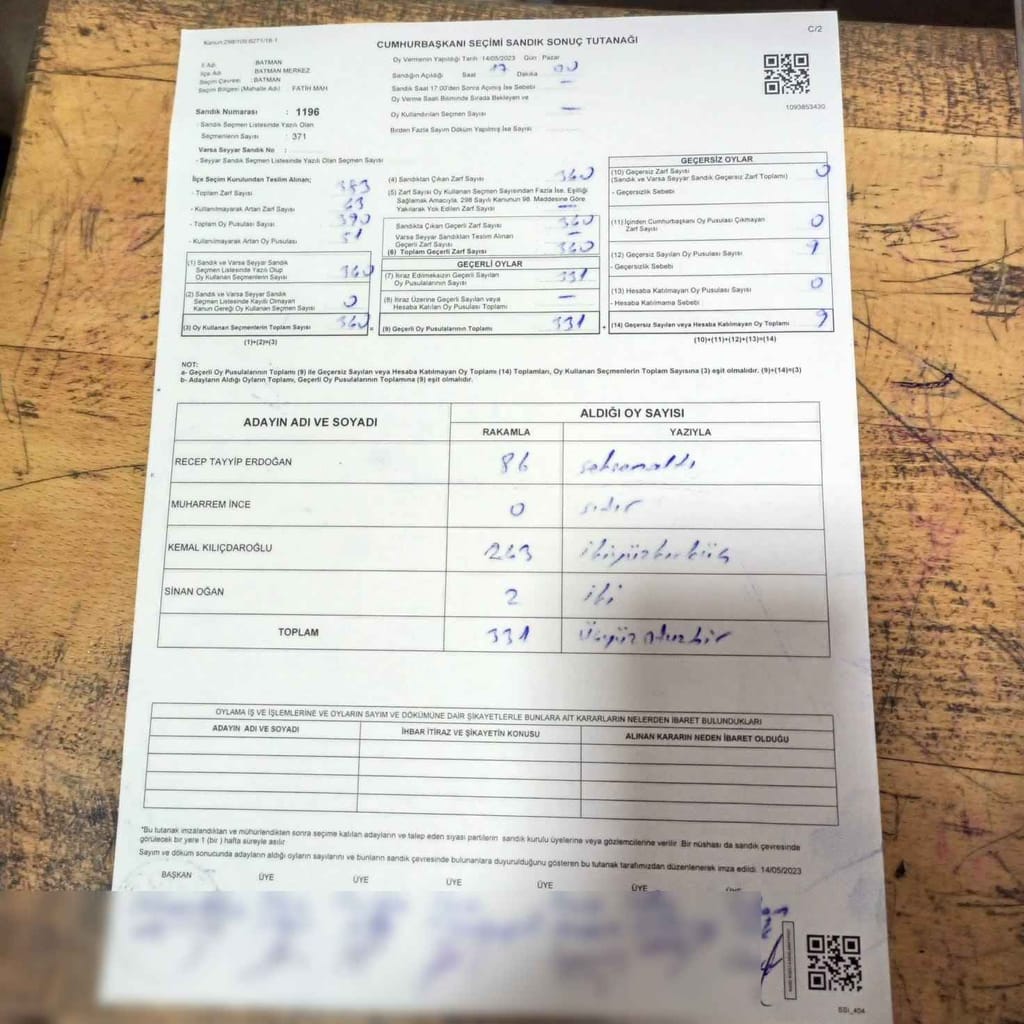 C/2
Kanun:298/105;6271/18-1
CUMHURBAŞKANI SEÇİMİ SANDIK SONUÇ TUTANAĞI
İl Adı : BATMAN
İlçe Adı : BATMAN MERKEZ
Seçim Çevresi : BATMAN
Seçim Bölgesi (Mahalle Adı) FATİH MAH
Sandık Numarası : 1196
- Sandık Seçmen Listesinde Yazılı Olan
Seçmenlerin Sayısı : 371
Varsa Seyyar Sandık No :
- Seyyar Sandık Listesinde Yazılı Olan Seçmen Sayısı
Oy Vermenin Yapıldığı Tarih : 14/05/2023 Gün : Pazar
Sandığın Açıldığı Saat 17 Dakika 00
Sandık Saat 17.00'den Sonra Açılmış İse Sebebi —
Oy Verme Saati Bitiminde Sırada Bekleyen ve
Oy Kullandırılan Seçmen Sayısı —
Birden Fazla Sayım Döküm Yapılmış İse Sayısı
1093853430
İlçe Seçim Kurulundan Teslim Alınan;
- Toplam Zarf Sayısı 383
- Kullanılmayarak Artan Zarf Sayısı
- Toplam Oy Pusulası Sayısı 390
- Kullanılmayarak Artan Oy Pusulası
(1) Sandık ve Varsa Seyyar Sandık
Seçmen Listesinde Yazılı Olup
Oy Kullanan Seçmenlerin Sayısı 340
(2) Sandık ve Varsa Seyyar Sandık
Seçmen Listesinde Kayıtlı Olmayan
Kanun Gereği Oy Kullanan Seçmen Sayısı 0
(3) Oy Kullanan Seçmenlerin Toplam Sayısı 340 =
(1)+(2)=(3)
(4) Sandıktan Çıkan Zarf Sayısı 340
(5) Zarf Sayısı Oy Kullanan Seçmen Sayısından Fazla İse, Eşitliği
Sağlamak Amacıyla, 298 Sayılı Kanunun 98. Maddesine Göre
Yakılarak Yok Edilen Zarf Sayısı —
Sandıkta Çıkan Geçerli Zarf Sayısı 340
Varsa Seyyar Sandıktan Teslim Alınan
Geçerli Zarf Sayısı —
(6) Toplam Geçerli Zarf Sayısı 340
GEÇERLİ OYLAR
(7) İtiraz Edilmeksizin Geçerli Sayılan
Oy Pusulalarının Sayısı 331
(8) İtiraz Üzerine Geçerli Sayılan veya
Hesaba Katılan Oy Pusulası Toplamı —
(9) Geçerli Oy Pusulalarının Toplamı 331 +
GEÇERSİZ OYLAR
(10) Geçersiz Zarf Sayısı 0
(Sandık ve Varsa Seyyar Sandık Geçersiz Zarf Toplamı)
- Geçersizlik Sebebi
(11) İçinden Cumhurbaşkanı Oy Pusulası Çıkmayan
Zarf Sayısı 0
(12) Geçersiz Sayılan Oy Pusulası Sayısı 9
- Geçersizlik Sebebi
(13) Hesaba Katılmayan Oy Pusulası Sayısı 0
- Hesaba Katılmama Sebebi
(14) Geçersiz Sayılan veya Hesaba Katılmayan Oy Toplamı 9
(10)+(11)+(12)+(13)=(14)
NOT:
a- Geçerli Oy Pusulalarının Toplamı (9) ile Geçersiz Sayılan veya Hesaba Katılmayan Oy Toplamı (14) Toplamları, Oy Kullanan Seçmenlerin Toplam Sayısına (3) eşit olmalıdır. (9)+(14)=(3)
b- Adayların Aldığı Oyların Toplamı, Geçerli Oy Pusulalarının Toplamına (9) eşit olmalıdır.
ADAYIN ADI VE SOYADI ALDIĞI OY SAYISI
RAKAMLA YAZIYLA
RECEP TAYYİP ERDOĞAN 86 seksenaltı
MUHARREM İNCE 0 sıfır
KEMAL KILIÇDAROĞLU 243 ikiyüzkırküç
SİNAN OĞAN 2 iki
TOPLAM 331 üçyüzotuzbir
OYLAMA İŞ VE İŞLEMLERİNE VE OYLARIN SAYIM VE DÖKÜMÜNE DAİR ŞİKAYETLERLE BUNLARA AİT KARARLARIN NELERDEN İBARET BULUNDUKLARI
ADAYIN ADI VE SOYADI İHBAR İTİRAZ VE ŞİKAYETİN KONUSU ALINAN KARARIN NEDEN İBARET OLDUĞU
*Bu tutanak imzalandıktan ve mühürlendikten sonra seçime katılan adayların ve talep eden siyasi partilerin sandık kurulu üyelerine veya gözlemcilerine verilir. Bir nüshası da sandık çevresinde
görülecek bir yere 1 (bir ) hafta süreyle asılır
Sayım ve döküm sonucunda adayların aldığı oyların sayılarını ve bunların sandık çevresinde bulunanlara duyurulduğunu gösteren bu tutanak tarafımızdan düzenlenerek imza edildi. 14/05/2023
BAŞKAN ÜYE ÜYE ÜYE ÜYE ÜYE ÜYE
SSI_404